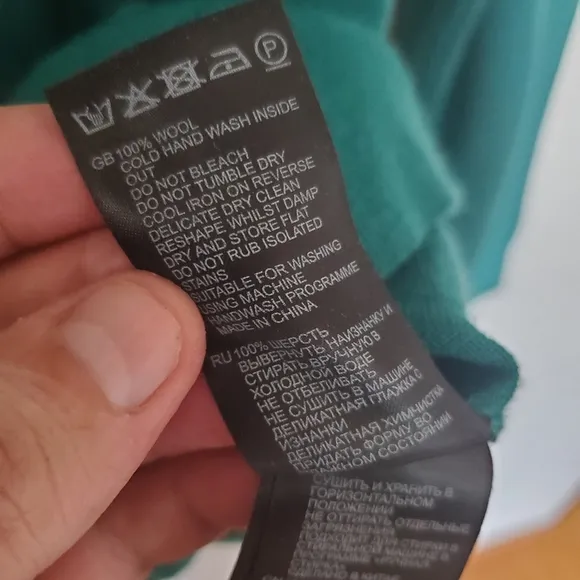 P
GB 100% WOOL
COLD HAND WASH INSIDE
OUT
DO NOT BLEACH
DO NOT TUMBLE DRY
COOL IRON ON REVERSE
DELICATE DRY CLEAN
RESHAPE WHILST DAMP
DRY AND STORE FLAT
DO NOT RUB ISOLATED
STAINS
SUITABLE FOR WASHING
USING MACHINE
HANDWASH PROGRAMME
MADE IN CHINA
RU 100% ШЕРСТЬ
ВЫВЕРНУТЬ НАИЗНАНКУ И
СТИРАТЬ ВРУЧНУЮ В
ХОЛОДНОЙ ВОДЕ
НЕ ОТБЕЛИВАТЬ
НЕ СУШИТЬ В МАШИНЕ
ДЕЛИКАТНАЯ ГЛАЖКА С
ИЗНАНКИ
ДЕЛИКАТНАЯ ХИМЧИСТКА
ПРИДАТЬ ФОРМУ ВО
ВЛАЖНОМ СОСТОЯНИИ
СУШИТЬ И ХРАНИТЬ В
ГОРИЗОНТАЛЬНОМ
ПОЛОЖЕНИИ
НЕ ОТТИРАТЬ ОТДЕЛЬНЫЕ